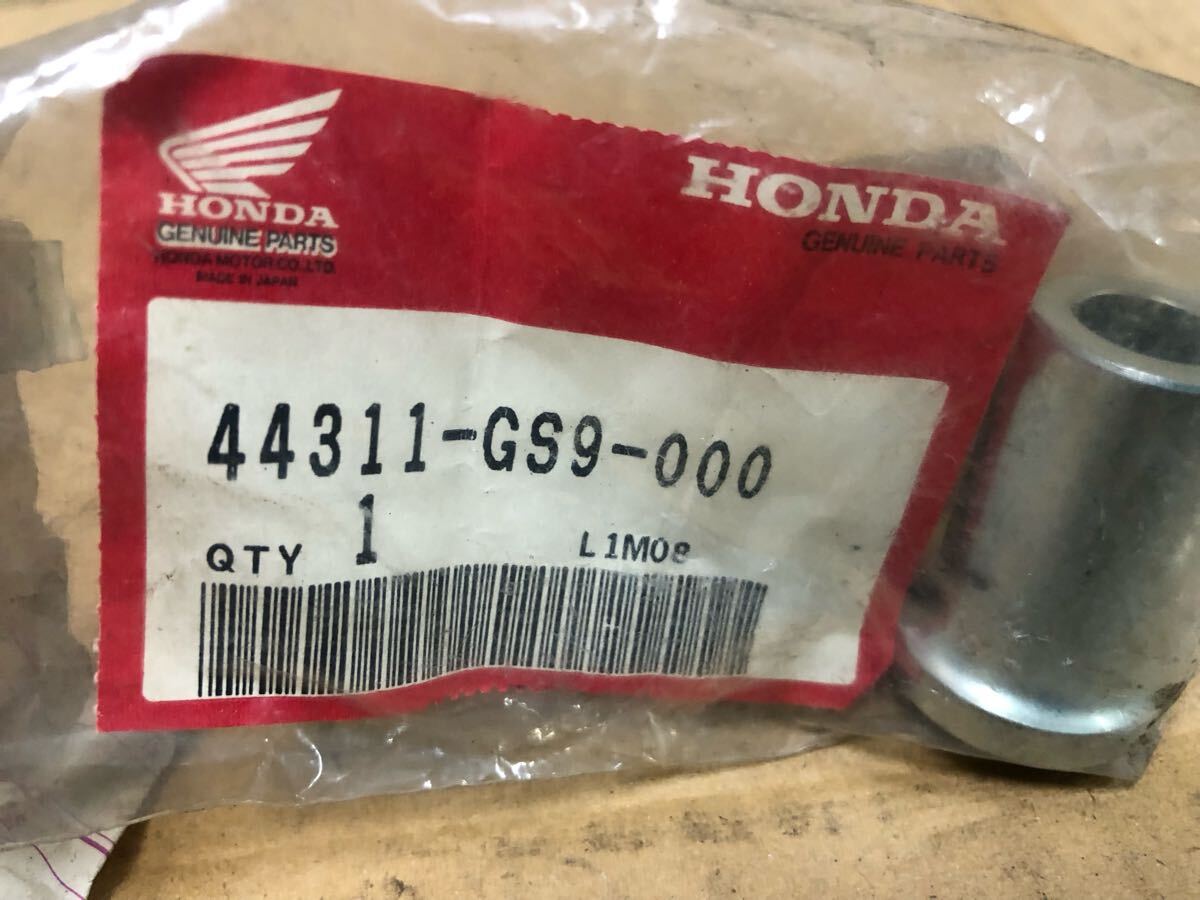 HONDA
GENUINE PARTS
HONDA MOTOR CO., LTD.
MADE IN JAPAN
HONDA
GENUINE PARTS
44311-GS9-000
QTY 1 L1M08